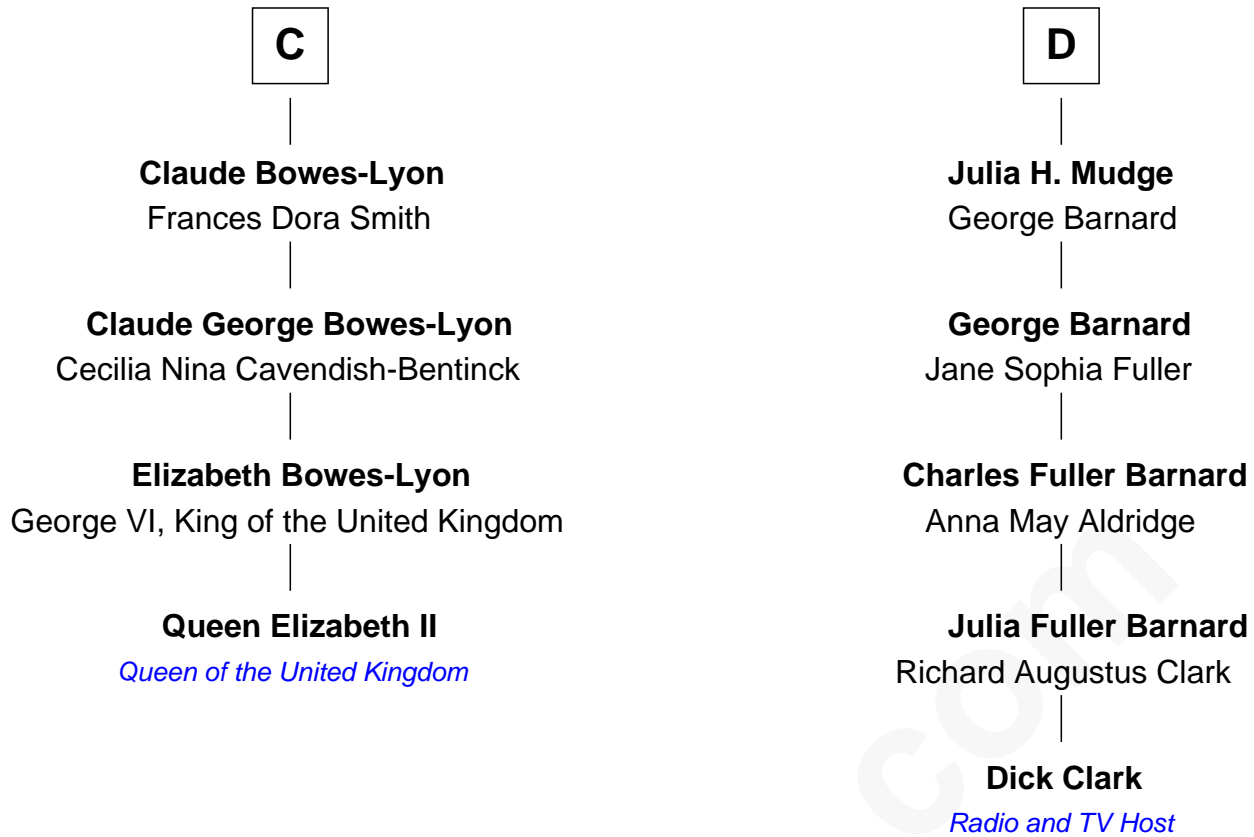 C
Claude Bowes-Lyon
Frances Dora Smith
Claude George Bowes-Lyon
Cecilia Nina Cavendish-Bentinck
Elizabeth Bowes-Lyon
George VI, King of the United Kingdom
Queen Elizabeth II
Queen of the United Kingdom
D
Julia H. Mudge
George Barnard
George Barnard
Jane Sophia Fuller
Charles Fuller Barnard
Anna May Aldridge
Julia Fuller Barnard
Richard Augustus Clark
Dick Clark
Radio and TV Host
com